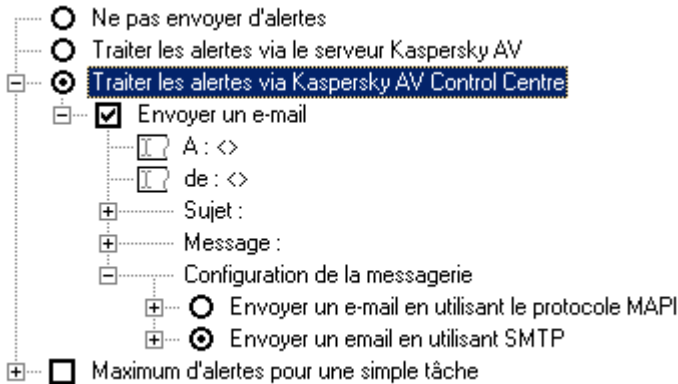 Ne pas envoyer d'alertes
Traiter les alertes via le serveur Kaspersky AV
Traiter les alertes via Kaspersky AV Control Centre
Envoyer un e-mail
A : <>
de : <>
Sujet :
Message :
Configuration de la messagerie
Envoyer un e-mail en utilisant le protocole MAPI
Envoyer un email en utilisant SMTP
Maximum d'alertes pour une simple tâche